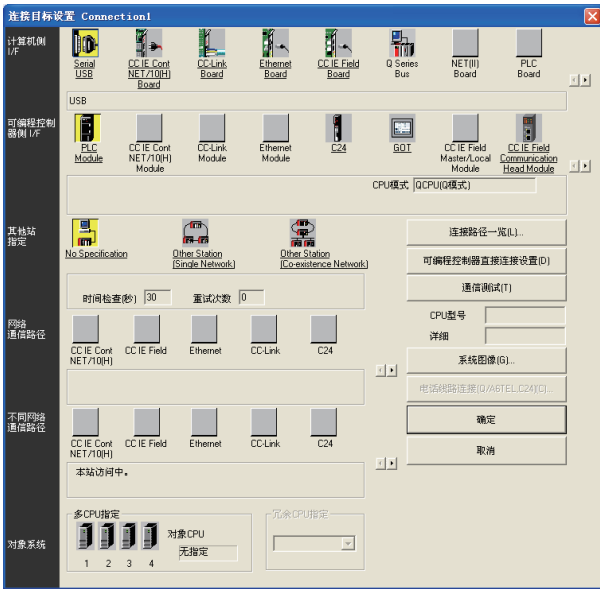 连接目标设置 Connection1
计算机侧
I/F
Serial
USB
CC IE Cont
NET/10(H)
Board
CC-Link
Board
Ethernet
Board
CC IE Field
Board
Q Series
Bus
NET(II)
Board
PLC
Board
USB
可编程控制
器侧 I/F
PLC
Module
CC IE Cont
NET/10(H)
Module
CC-Link
Module
Ethernet
Module
C24
GOT
CC IE Field
Master/Local
Module
CC IE Field
Communication
Head Module
CPU模式 QCPU(Q模式)
其他站
指定
No Specification
Other Station
(Single Network)
Other Station
(Co-existence Network)
连接路径一览(L)...
可编程控制器直接连接设置(D)
通信测试(T)
时间检查(秒) 30 重试次数 0
CPU型号
详细
网络
通信路径
CC IE Cont
NET/10(H)
CC IE Field
Ethernet
CC-Link
C24
系统图像(G)...
电话线路连接(Q/A6TEL,C24)(C)...
不同网络
通信路径
CC IE Cont
NET/10(H)
CC IE Field
Ethernet
CC-Link
C24
确定
取消
本站访问中。
对象系统
多CPU指定
1 2 3 4
对象CPU
无指定
冗余CPU指定